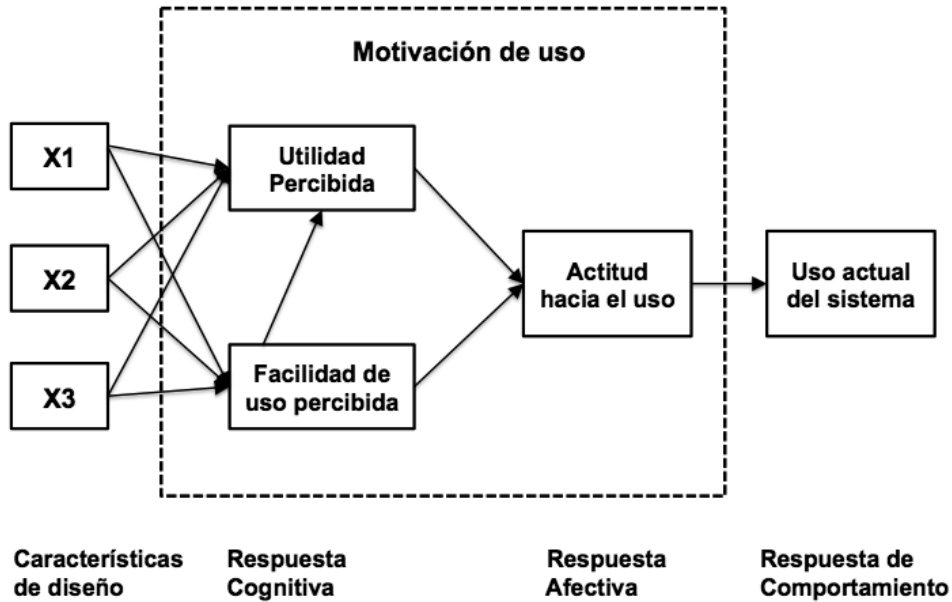 Motivación de uso
X1
X2
X3
Utilidad
Percibida
Facilidad de
uso percibida
Actitud
hacia el uso
Uso actual
del sistema
Características
de diseño
Respuesta
Cognitiva
Respuesta
Afectiva
Respuesta de
Comportamiento